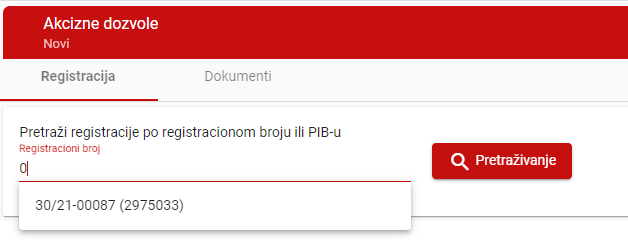 Akcizne dozvole
Novi
Registracija
Dokumenti
Pretraži registracije po registracionom broju ili PIB-u
Registracioni broj
0
Pretraživanje
30/21-00087 (2975033)